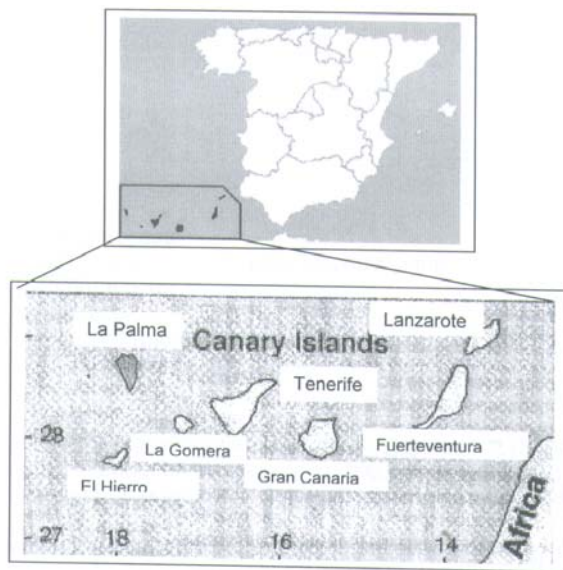 Lanzarote
La Palma
Canary Islands
Tenerife
28
La Gomera
Fuerteventura
El Hierro
Gran Canaria
Africa
27
18
16
14